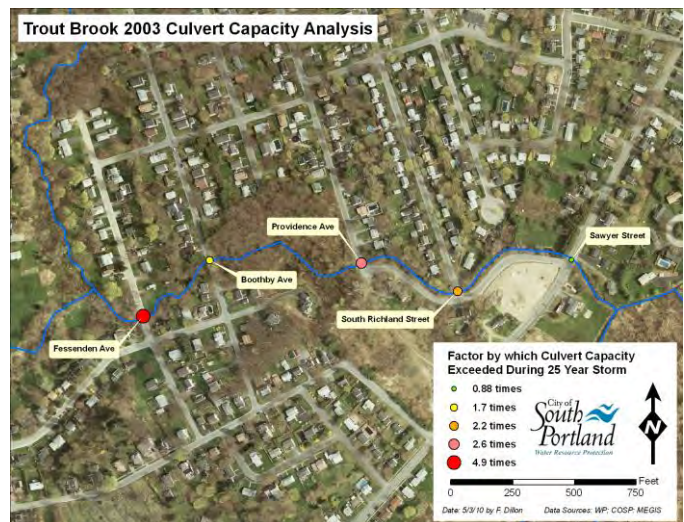 Trout Brook 2003 Culvert Capacity Analysis
Providence Ave
Sawyer Street
Boothby Ave
South Richland Street
Fessenden Ave
Factor by which Culvert Capacity
Exceeded During 25 Year Storm
0.88 times
1.7 times
2.2 times
2.6 times
4.9 times
City of
South
Portland
Water Resource Protection
N
Feet
0 250 500 750
Date: 5/3/10 by F. Dillon Data Sources: WP; COSP; MEGIS